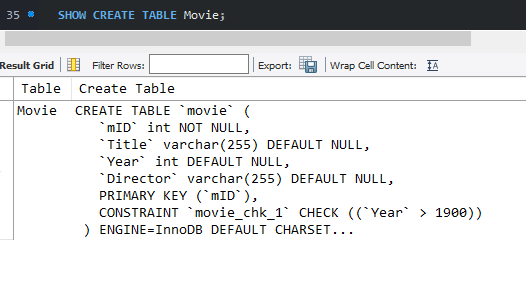 35 SHOW CREATE TABLE Movie;
Result Grid Filter Rows: Export: Wrap Cell Content: IA
Table Create Table
Movie CREATE TABLE `movie` (
`mID` int NOT NULL,
`Title` varchar(255) DEFAULT NULL,
`Year` int DEFAULT NULL,
`Director` varchar(255) DEFAULT NULL,
PRIMARY KEY (`mID`),
CONSTRAINT `movie_chk_1` CHECK ((`Year` > 1900))
) ENGINE=InnoDB DEFAULT CHARSET...